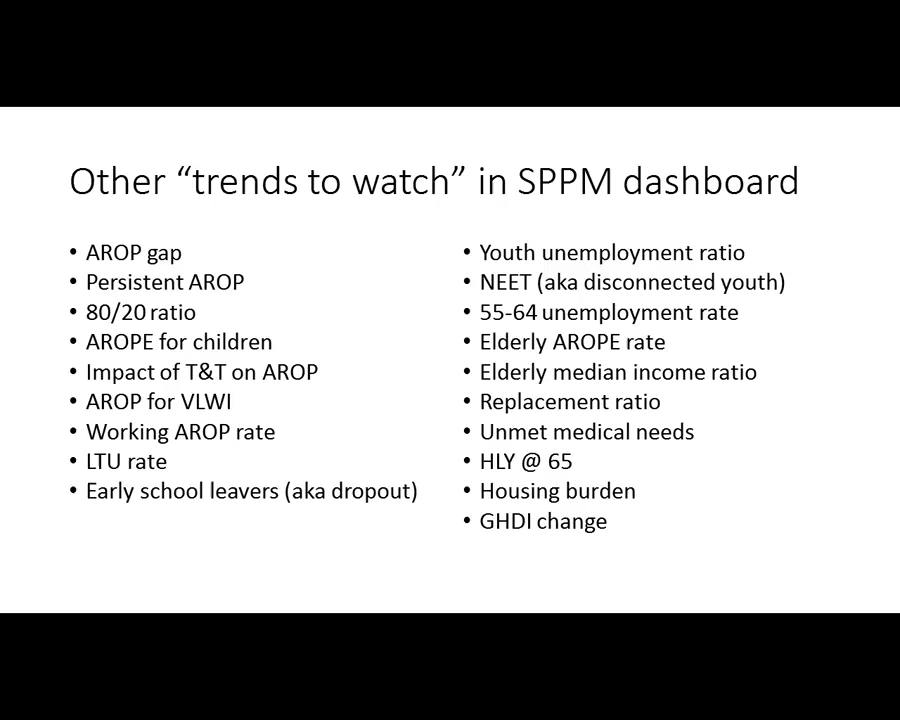 Other “trends to watch” in SPPM dashboard
• AROP gap
• Persistent AROP
• 80/20 ratio
• AROPE for children
• Impact of T&T on AROP
• AROP for VLWI
• Working AROP rate
• LTU rate
• Early school leavers (aka dropout)
• Youth unemployment ratio
• NEET (aka disconnected youth)
• 55-64 unemployment rate
• Elderly AROPE rate
• Elderly median income ratio
• Replacement ratio
• Unmet medical needs
• HLY @ 65
• Housing burden
• GHDI change